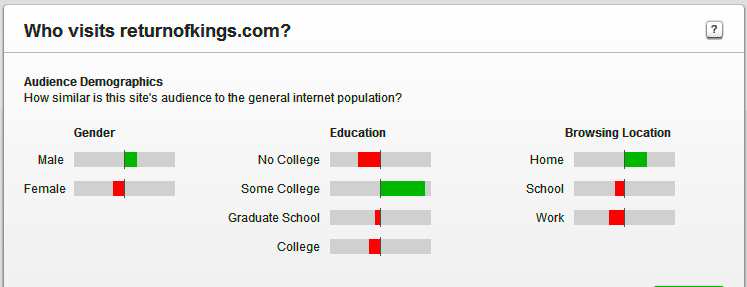 Who visits returnofkings.com?
?
Audience Demographics
How similar is this site's audience to the general internet population?
Gender
Male
Female
Education
No College
Some College
Graduate School
College
Browsing Location
Home
School
Work